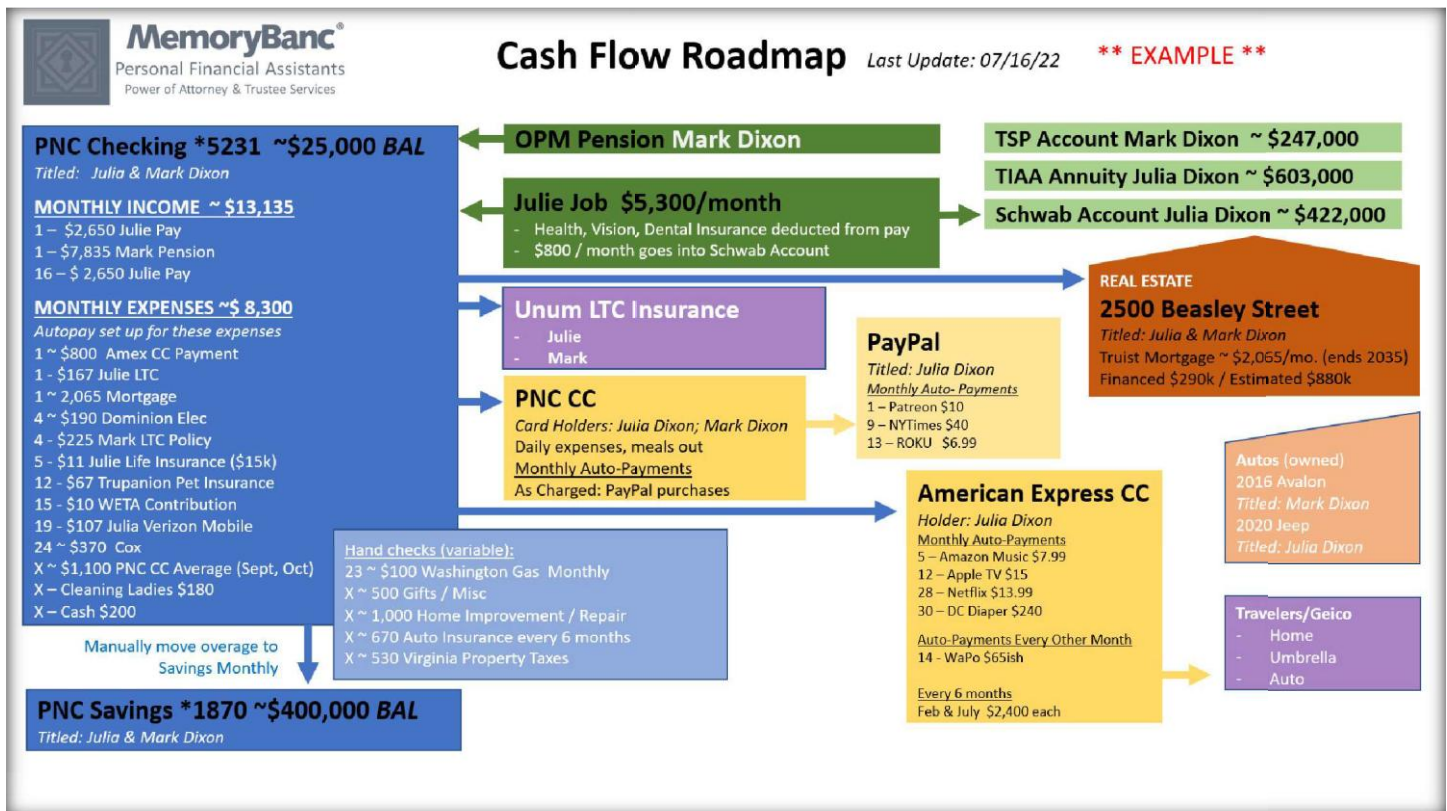 MemoryBanc®
Personal Financial Assistants
Power of Attorney & Trustee Services
Cash Flow Roadmap Last Update: 07/16/22 ** EXAMPLE **
PNC Checking *5231 ~$25,000 BAL
Titled: Julia & Mark Dixon
MONTHLY INCOME ~ $13,135
1 – $2,650 Julie Pay
1 – $7,835 Mark Pension
16 – $ 2,650 Julie Pay
MONTHLY EXPENSES ~$ 8,300
Autopay set up for these expenses
1 ~ $800 Amex CC Payment
1 - $167 Julie LTC
1 ~ 2,065 Mortgage
4 ~ $190 Dominion Elec
4 - $225 Mark LTC Policy
5 - $11 Julie Life Insurance ($15k)
12 - $67 Trupanion Pet Insurance
15 - $10 WETA Contribution
19 - $107 Julia Verizon Mobile
24 ~ $370 Cox
X ~ $1,100 PNC CC Average (Sept, Oct)
X – Cleaning Ladies $180
X – Cash $200
Hand checks (variable):
23 ~ $100 Washington Gas Monthly
X ~ 500 Gifts / Misc
X ~ 1,000 Home Improvement / Repair
X ~ 670 Auto Insurance every 6 months
X ~ 530 Virginia Property Taxes
Manually move overage to
Savings Monthly
PNC Savings *1870 ~$400,000 BAL
Titled: Julia & Mark Dixon
OPM Pension Mark Dixon
Julie Job $5,300/month
- Health, Vision, Dental Insurance deducted from pay
- $800 / month goes into Schwab Account
TSP Account Mark Dixon ~ $247,000
TIAA Annuity Julia Dixon ~ $603,000
Schwab Account Julia Dixon ~ $422,000
Unum LTC Insurance
- Julie
- Mark
PNC CC
Card Holders: Julia Dixon; Mark Dixon
Daily expenses, meals out
Monthly Auto-Payments
As Charged: PayPal purchases
PayPal
Titled: Julia Dixon
Monthly Auto- Payments
1 – Patreon $10
9 – NYTimes $40
13 – ROKU $6.99
REAL ESTATE
2500 Beasley Street
Titled: Julia & Mark Dixon
Truist Mortgage ~ $2,065/mo. (ends 2035)
Financed $290k / Estimated $880k
American Express CC
Holder: Julia Dixon
Monthly Auto-Payments
5 – Amazon Music $7.99
12 – Apple TV $15
28 – Netflix $13.99
30 – DC Diaper $240
Auto-Payments Every Other Month
14 - WaPo $65ish
Every 6 months
Feb & July $2,400 each
Autos (owned)
2016 Avalon
Titled: Mark Dixon
2020 Jeep
Titled: Julia Dixon
Travelers/Geico
- Home
- Umbrella
- Auto